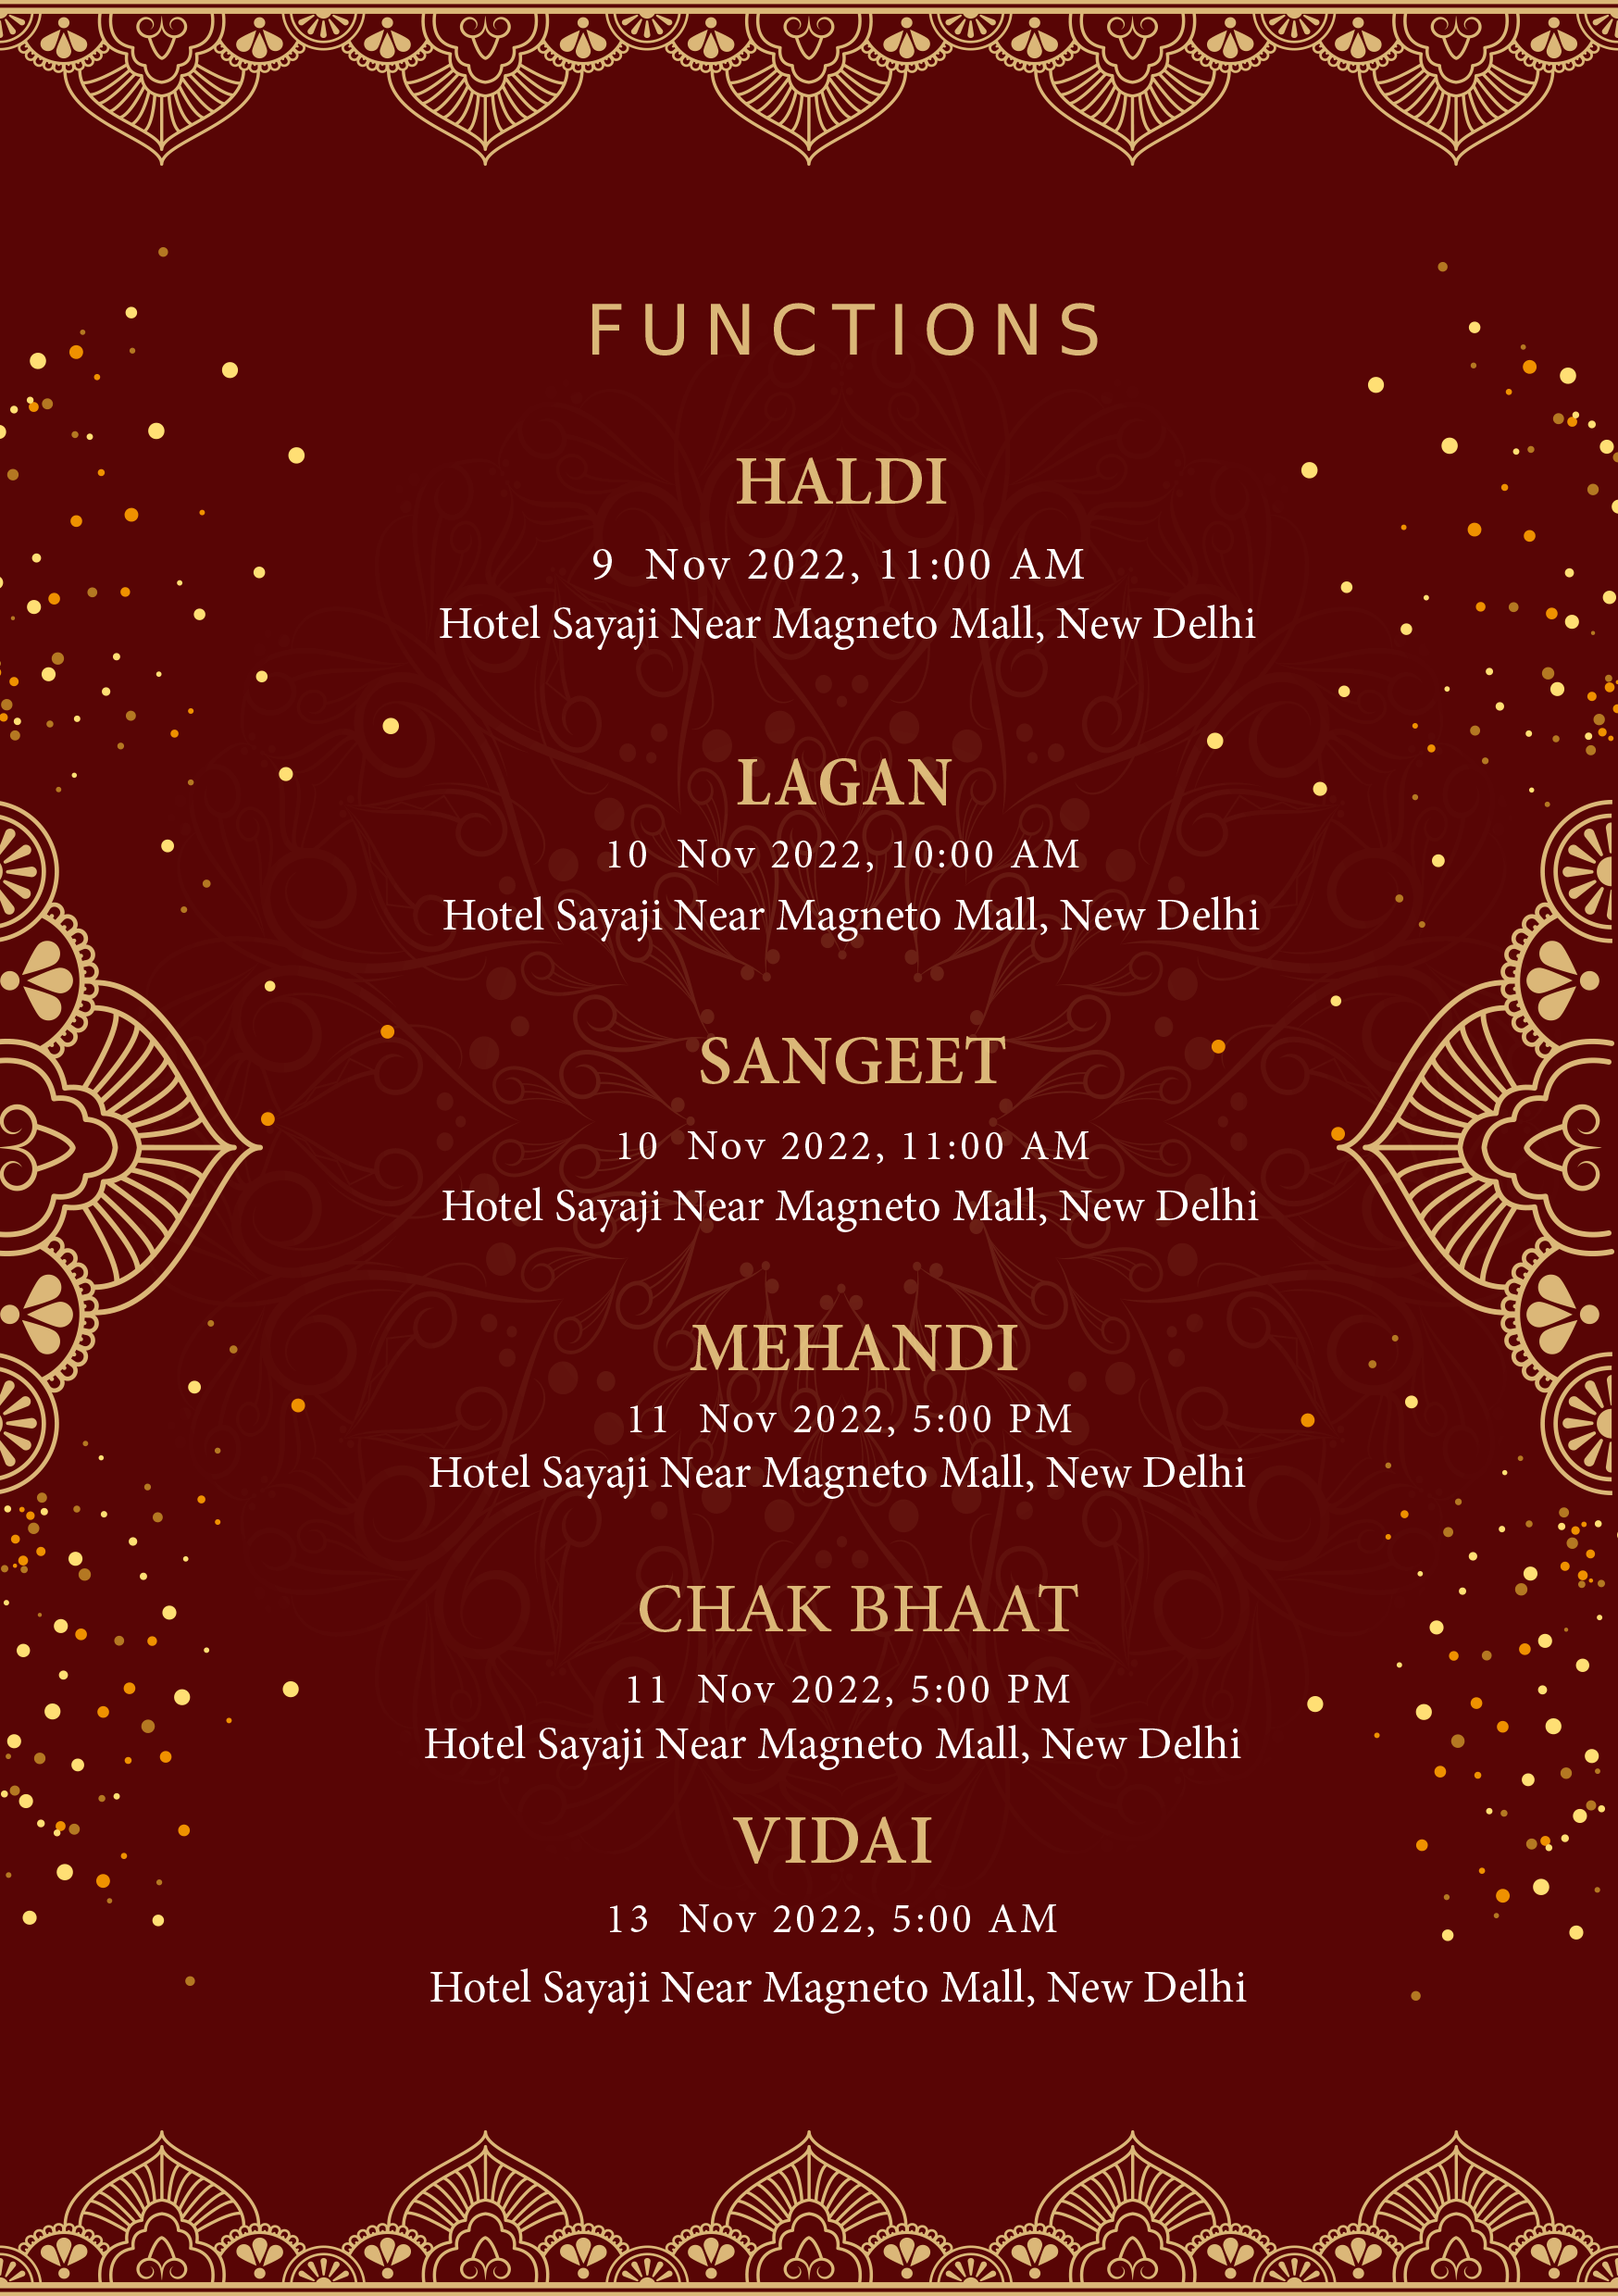 FUNCTIONS
HALDI
9 Nov 2022, 11:00 AM
Hotel Sayaji Near Magneto Mall, New Delhi
LAGAN
10 Nov 2022, 10:00 AM
Hotel Sayaji Near Magneto Mall, New Delhi
SANGEET
10 Nov 2022, 11:00 AM
Hotel Sayaji Near Magneto Mall, New Delhi
MEHANDI
11 Nov 2022, 5:00 PM
Hotel Sayaji Near Magneto Mall, New Delhi
CHAK BHAAT
11 Nov 2022, 5:00 PM
Hotel Sayaji Near Magneto Mall, New Delhi
VIDAI
13 Nov 2022, 5:00 AM
Hotel Sayaji Near Magneto Mall, New Delhi